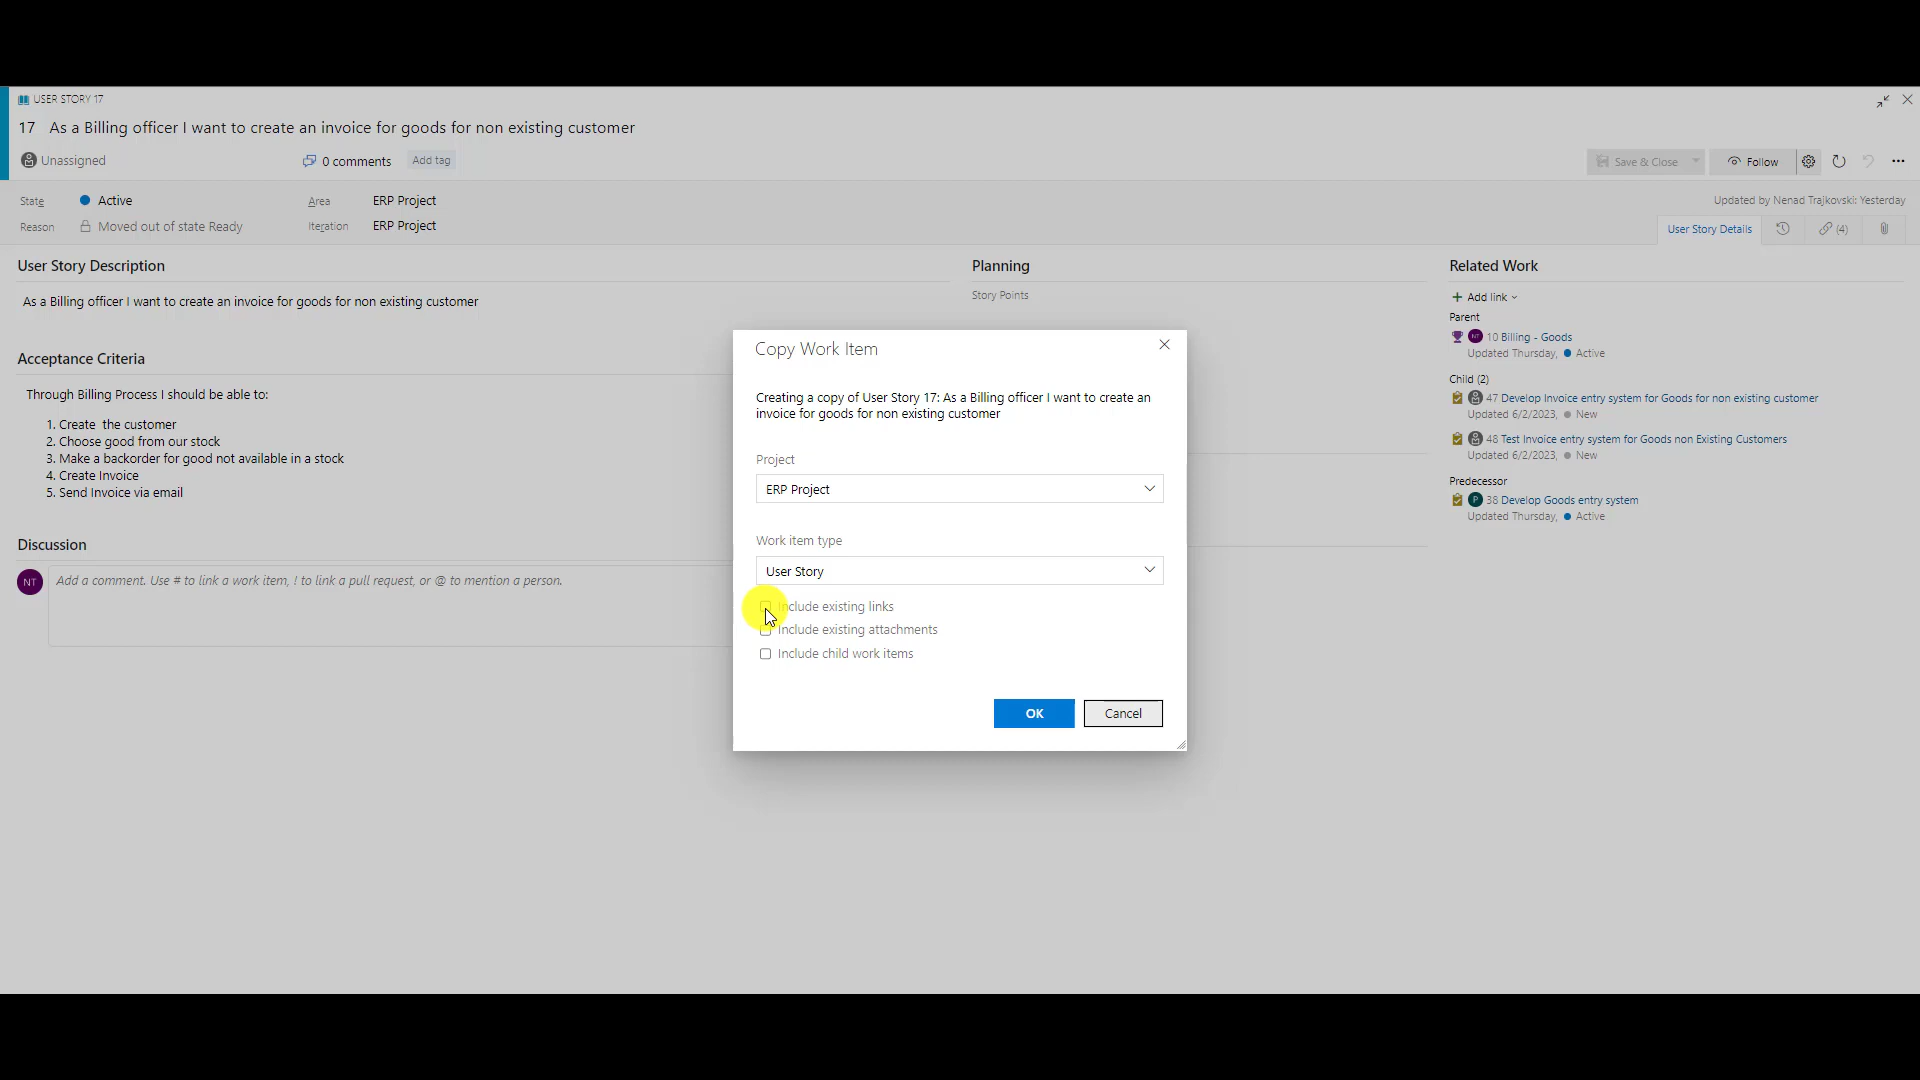 USER STORY 17
17 As a Billing officer I want to create an invoice for goods for non existing customer
Unassigned
0 comments
Add tag
Save & Close
Follow
State
Active
Area
ERP Project
Updated by Nenad Trajkovski: Yesterday
Reason
Moved out of state Ready
Iteration
ERP Project
User Story Details
(4)
User Story Description
As a Billing officer I want to create an invoice for goods for non existing customer
Acceptance Criteria
Through Billing Process I should be able to:
1. Create the customer
2. Choose good from our stock
3. Make a backorder for good not available in a stock
4. Create Invoice
5. Send Invoice via email
Discussion
NT
Add a comment. Use # to link a work item, ! to link a pull request, or @ to mention a person.
Planning
Story Points
Copy Work Item
Creating a copy of User Story 17: As a Billing officer I want to create an
invoice for goods for non existing customer
Project
ERP Project
Work item type
User Story
Include existing links
Include existing attachments
Include child work items
OK
Cancel
Related Work
Add link
Parent
NT 10 Billing - Goods
Updated Thursday, Active
Child (2)
47 Develop Invoice entry system for Goods for non existing customer
Updated 6/2/2023, New
48 Test Invoice entry system for Goods non Existing Customers
Updated 6/2/2023, New
Predecessor
P 38 Develop Goods entry system
Updated Thursday, Active